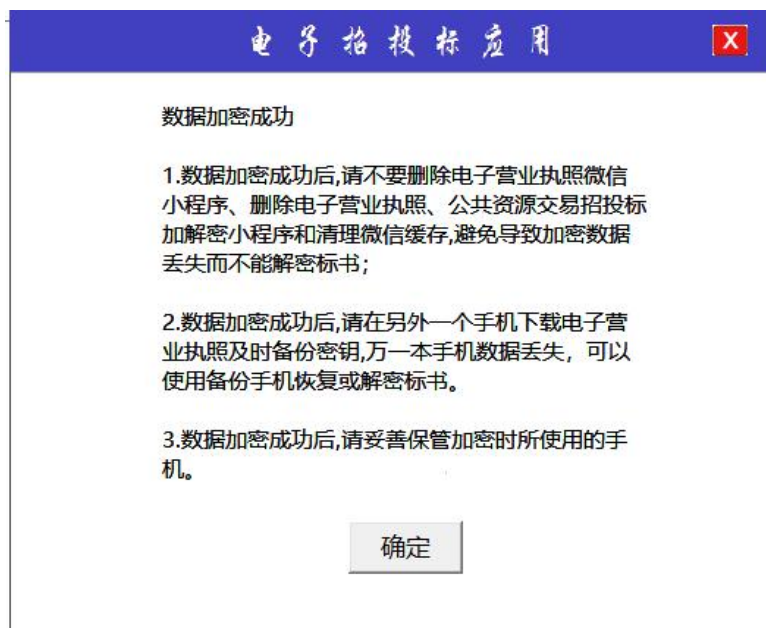 电子招投标应用
X
数据加密成功
1.数据加密成功后,请不要删除电子营业执照微信
小程序、删除电子营业执照、公共资源交易招投标
加解密小程序和清理微信缓存,避免导致加密数据
丢失而不能解密标书；
2.数据加密成功后,请在另外一个手机下载电子营
业执照及时备份密钥,万一本手机数据丢失，可以
使用备份手机恢复或解密标书。
3.数据加密成功后,请妥善保管加密时所使用的手
机。
确定